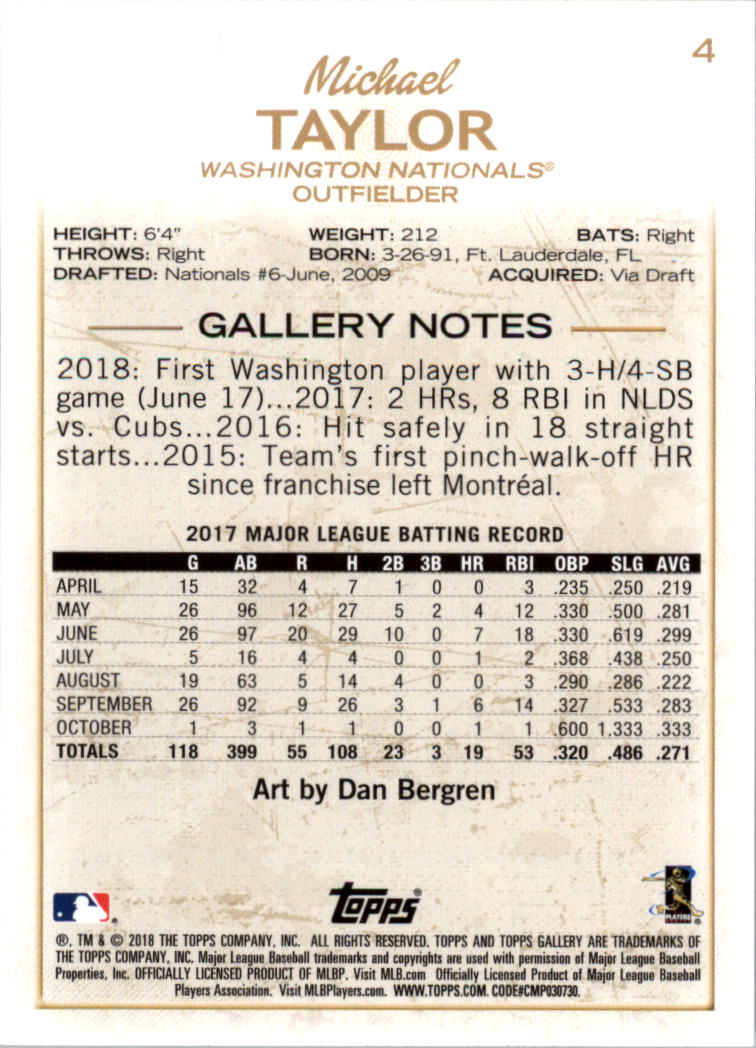 4
Michael
TAYLOR
WASHINGTON NATIONALS®
OUTFIELDER
HEIGHT: 6'4" WEIGHT: 212 BATS: Right
THROWS: Right BORN: 3-26-91, Ft. Lauderdale, FL
DRAFTED: Nationals #6-June, 2009 ACQUIRED: Via Draft
GALLERY NOTES
2018: First Washington player with 3-H/4-SB
game (June 17)...2017: 2 HRs, 8 RBI in NLDS
vs. Cubs...2016: Hit safely in 18 straight
starts...2015: Team's first pinch-walk-off HR
since franchise left Montréal.
2017 MAJOR LEAGUE BATTING RECORD
G AB R H 2B 3B HR RBI OBP SLG AVG
APRIL 15 32 4 7 1 0 0 3 .235 .250 .219
MAY 26 96 12 27 5 2 4 12 .330 .500 .281
JUNE 26 97 20 29 10 0 7 18 .330 .619 .299
JULY 5 16 4 4 0 0 1 2 .368 .438 .250
AUGUST 19 63 5 14 4 0 0 3 .290 .286 .222
SEPTEMBER 26 92 9 26 3 1 6 14 .327 .533 .283
OCTOBER 1 3 1 1 0 0 1 1 .600 1.333 .333
TOTALS 118 399 55 108 23 3 19 53 .320 .486 .271
Art by Dan Bergren
Topps®
PLAYERS
®, TM & © 2018 THE TOPPS COMPANY, INC. ALL RIGHTS RESERVED. TOPPS AND TOPPS GALLERY ARE TRADEMARKS OF
THE TOPPS COMPANY, INC. Major League Baseball trademarks and copyrights are used with permission of Major League Baseball
Properties, Inc. OFFICIALLY LICENSED PRODUCT OF MLBP. Visit MLB.com Officially Licensed Product of Major League Baseball
Players Association. Visit MLBPlayers.com. WWW.TOPPS.COM. CODE#CMP030730.